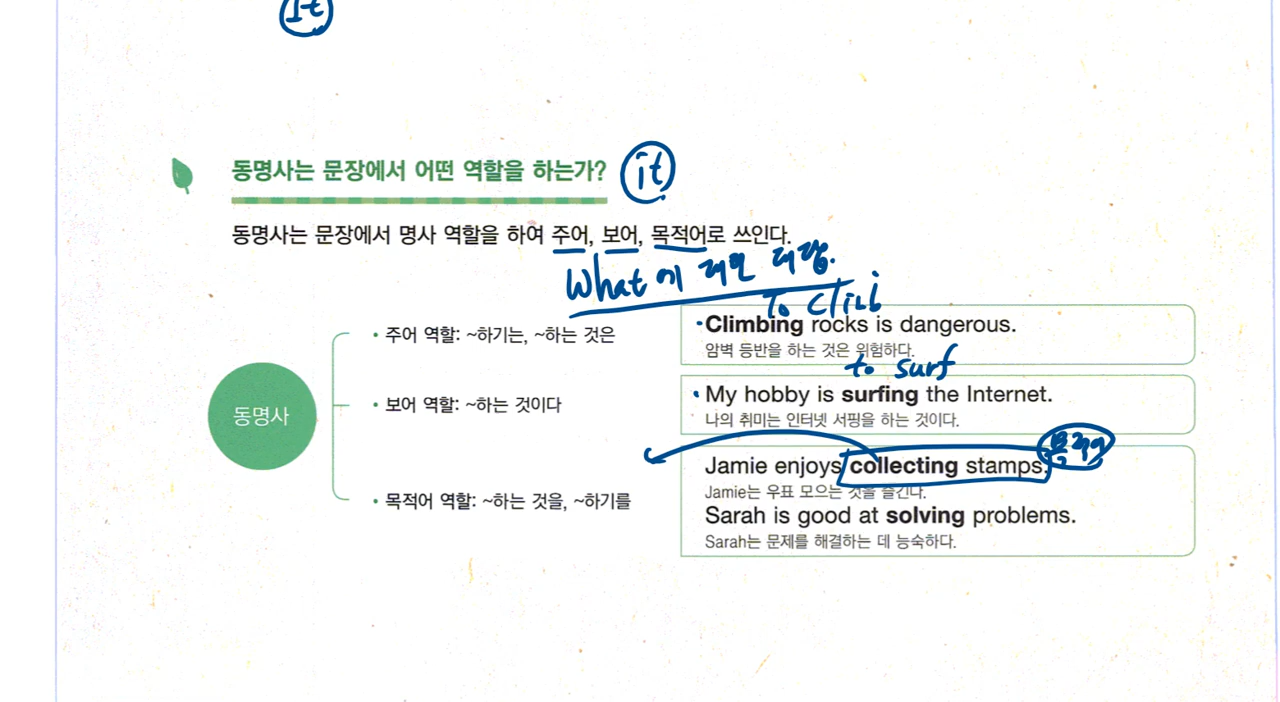 It
동명사는 문장에서 어떤 역할을 하는가? it
동명사는 문장에서 명사 역할을 하여 주어, 보어, 목적어로 쓰인다.
What에 대한 대답.
To Climb
동명사
• 주어 역할: ~하기는, ~하는 것은
Climbing rocks is dangerous.
암벽 등반을 하는 것은 위험하다.
to surf
• 보어 역할: ~하는 것이다
My hobby is surfing the Internet.
나의 취미는 인터넷 서핑을 하는 것이다.
목적어
• 목적어 역할: ~하는 것을, ~하기를
Jamie enjoys collecting stamps.
Jamie는 우표 모으는 것을 즐긴다.
Sarah is good at solving problems.
Sarah는 문제를 해결하는 데 능숙하다.